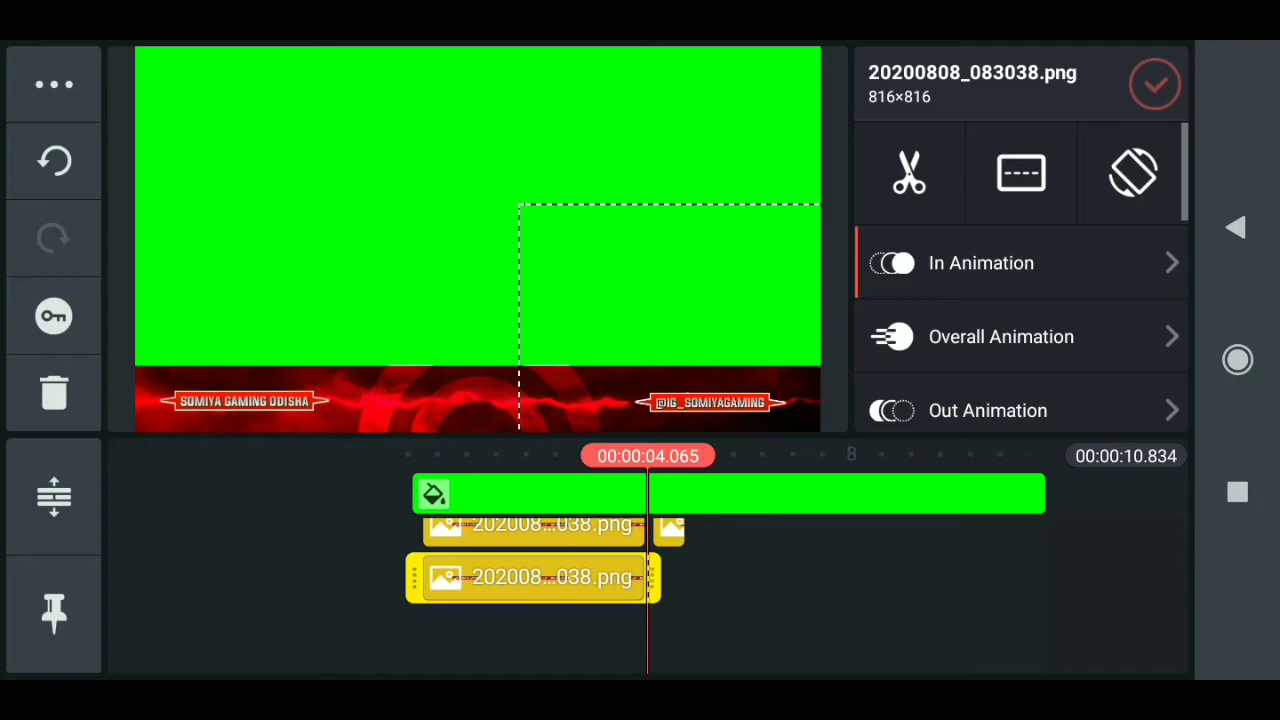 20200808_083038.png
816×816
In Animation
Overall Animation
Out Animation
SOMIYA GAMING ODISHA
@IG_SOMIYAGAMING
00:00:04.065
8
00:00:10.834
202008...038.png
202008...038.png